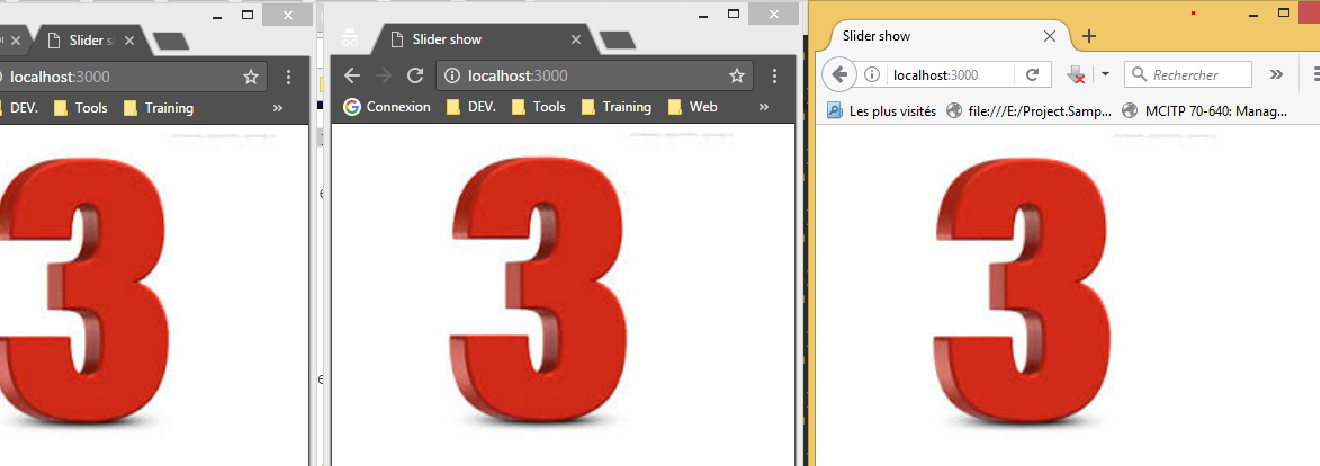 Slider s
localhost:3000
DEV. Tools Training »
Slider show
localhost:3000
Connexion DEV. Tools Training Web »
Slider show
localhost:3000 Rechercher »
Les plus visités file:///E:/Project.Samp... MCITP 70-640: Manag...
3
3
3